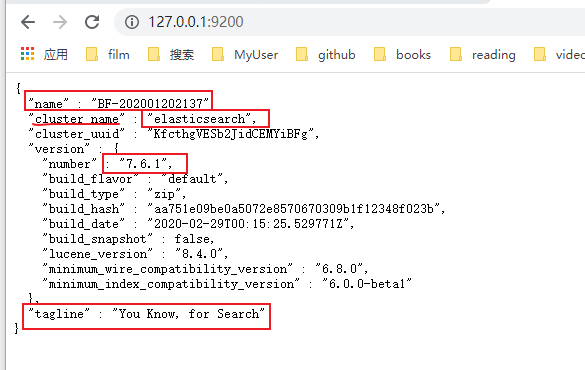 127.0.0.1:9200
应用 film 搜索 MyUser github books reading video
{
"name" : "BF-202001202137"
"cluster_name" : "elasticsearch",
"cluster_uuid" : "KfcthgVESb2JidCEMYiBFg",
"version" : {
"number" : "7.6.1",
"build_flavor" : "default",
"build_type" : "zip",
"build_hash" : "aa751e09be0a5072e8570670309b1f12348f023b",
"build_date" : "2020-02-29T00:15:25.529771Z",
"build_snapshot" : false,
"lucene_version" : "8.4.0",
"minimum_wire_compatibility_version" : "6.8.0",
"minimum_index_compatibility_version" : "6.0.0-beta1"
},
"tagline" : "You Know, for Search"
}